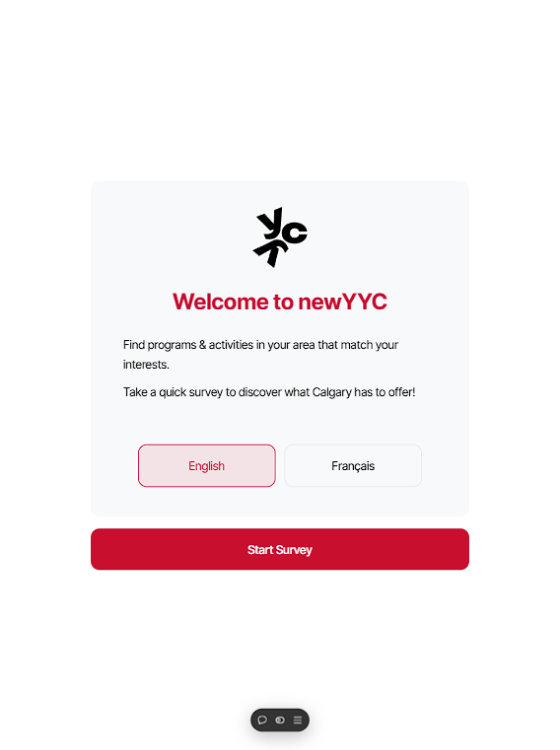 yyc
Welcome to newYYC
Find programs & activities in your area that match your
interests.
Take a quick survey to discover what Calgary has to offer!
English
Français
Start Survey